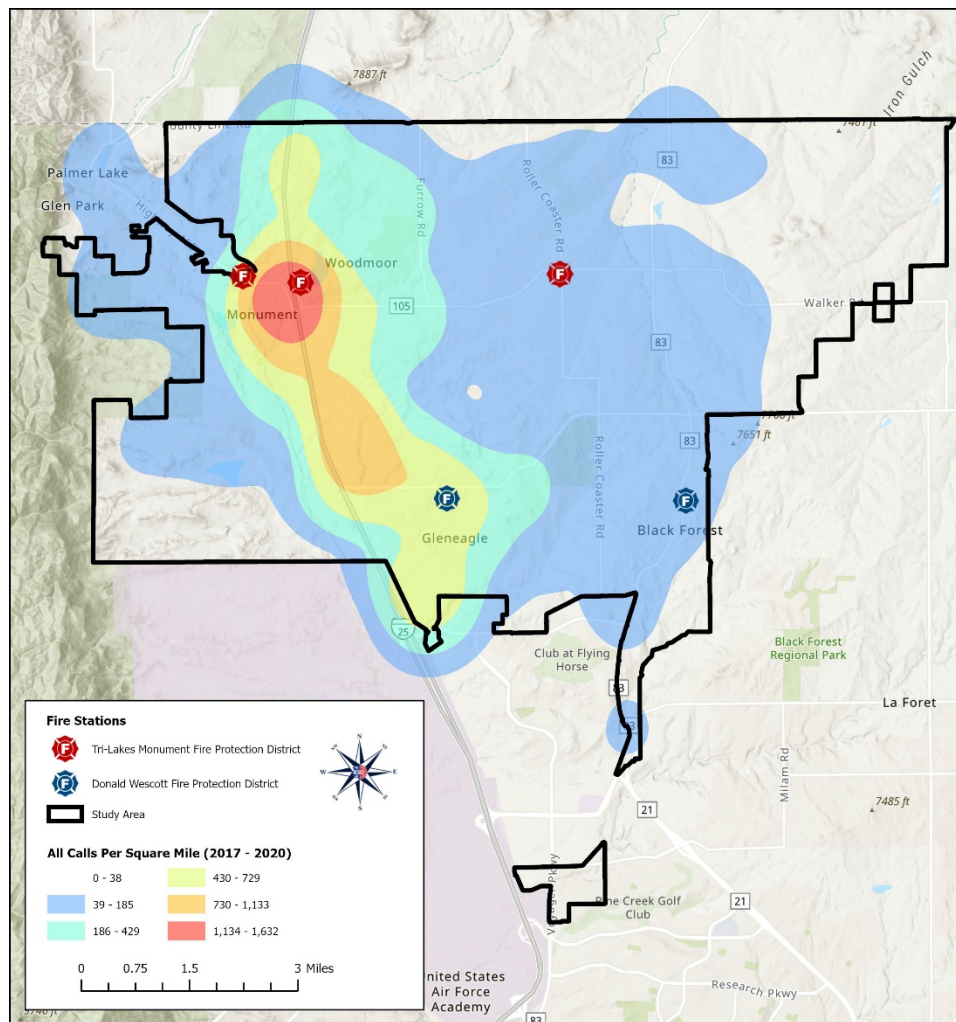 7887 ft
Iron Gulch
7461 ft
83
Palmer Lake
Glen Park
Furrow Rd
Roller Coaster Rd
F
F
F
Woodmoor
Monument
105
Walker Rd
83
83
7651 ft
F
F
Roller Coaster Rd
Gleneagle
Black Forest
25
Club at Flying
Horse
Black Forest
Regional Park
83
La Foret
Milam Rd
21
7485 ft
Pine Creek Golf
Club
21
United States
Air Force
Academy
Research Pkwy
83
Fire Stations
F Tri-Lakes Monument Fire Protection District
F Donald Wescott Fire Protection District
Study Area
N
W E
S
All Calls Per Square Mile (2017 - 2020)
0 - 38
430 - 729
39 - 185
730 - 1,133
186 - 429
1,134 - 1,632
0 0.75 1.5 3 Miles